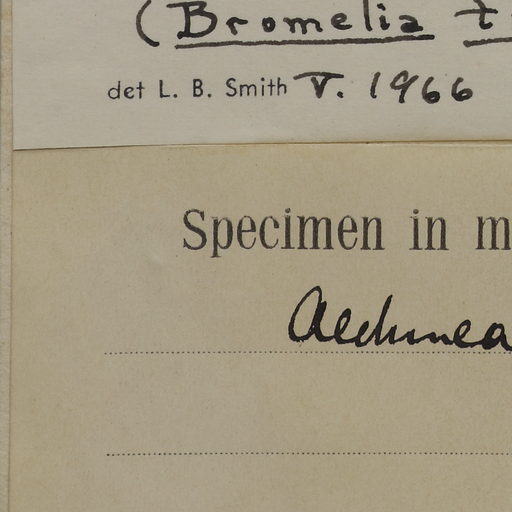 (Bromelia
det L. B. Smith V. 1966
Specimen in
Aechmea